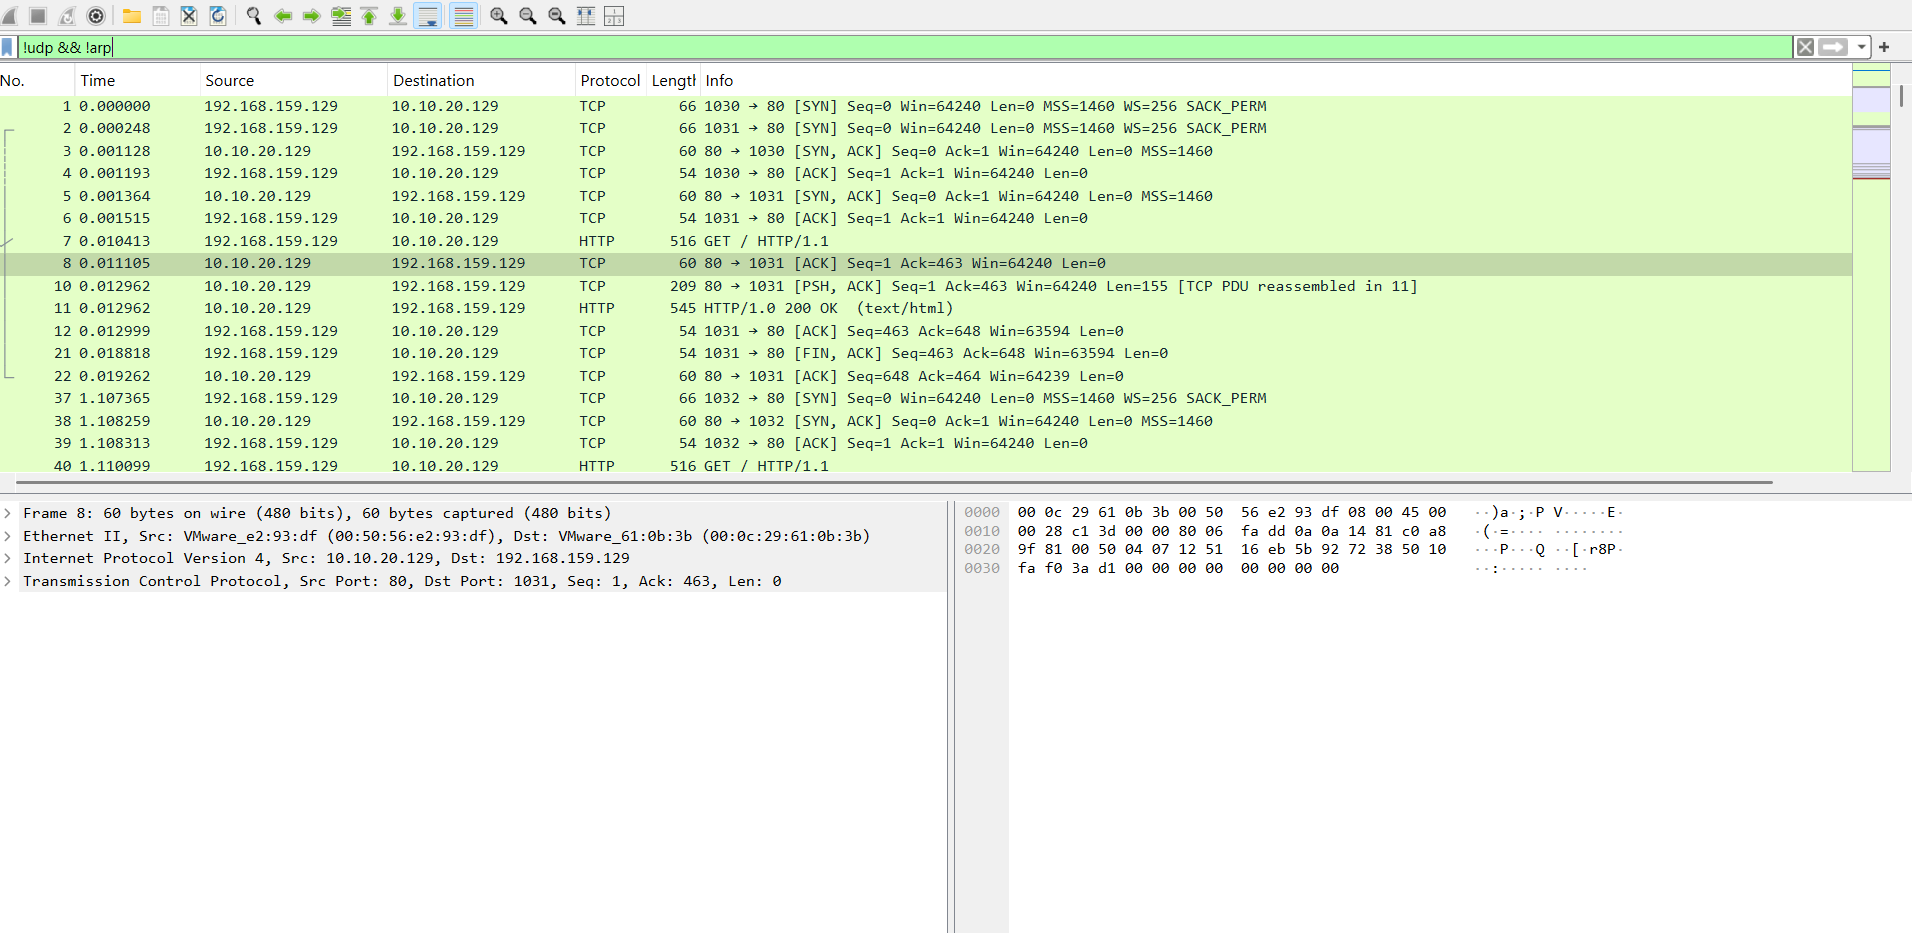 !udp && !arp
No. Time Source Destination Protocol Length Info
1 0.000000 192.168.159.129 10.10.20.129 TCP 66 1030 → 80 [SYN] Seq=0 Win=64240 Len=0 MSS=1460 WS=256 SACK_PERM
2 0.000248 192.168.159.129 10.10.20.129 TCP 66 1031 → 80 [SYN] Seq=0 Win=64240 Len=0 MSS=1460 WS=256 SACK_PERM
3 0.001128 10.10.20.129 192.168.159.129 TCP 60 80 → 1030 [SYN, ACK] Seq=0 Ack=1 Win=64240 Len=0 MSS=1460
4 0.001193 192.168.159.129 10.10.20.129 TCP 54 1030 → 80 [ACK] Seq=1 Ack=1 Win=64240 Len=0
5 0.001364 10.10.20.129 192.168.159.129 TCP 60 80 → 1031 [SYN, ACK] Seq=0 Ack=1 Win=64240 Len=0 MSS=1460
6 0.001515 192.168.159.129 10.10.20.129 TCP 54 1031 → 80 [ACK] Seq=1 Ack=1 Win=64240 Len=0
7 0.010413 192.168.159.129 10.10.20.129 HTTP 516 GET / HTTP/1.1
8 0.011105 10.10.20.129 192.168.159.129 TCP 60 80 → 1031 [ACK] Seq=1 Ack=463 Win=64240 Len=0
10 0.012962 10.10.20.129 192.168.159.129 TCP 209 80 → 1031 [PSH, ACK] Seq=1 Ack=463 Win=64240 Len=155 [TCP PDU reassembled in 11]
11 0.012962 10.10.20.129 192.168.159.129 HTTP 545 HTTP/1.0 200 OK (text/html)
12 0.012999 192.168.159.129 10.10.20.129 TCP 54 1031 → 80 [ACK] Seq=463 Ack=648 Win=63594 Len=0
21 0.018818 192.168.159.129 10.10.20.129 TCP 54 1031 → 80 [FIN, ACK] Seq=463 Ack=648 Win=63594 Len=0
22 0.019262 10.10.20.129 192.168.159.129 TCP 60 80 → 1031 [ACK] Seq=648 Ack=464 Win=64239 Len=0
37 1.107365 192.168.159.129 10.10.20.129 TCP 66 1032 → 80 [SYN] Seq=0 Win=64240 Len=0 MSS=1460 WS=256 SACK_PERM
38 1.108259 10.10.20.129 192.168.159.129 TCP 60 80 → 1032 [SYN, ACK] Seq=0 Ack=1 Win=64240 Len=0 MSS=1460
39 1.108313 192.168.159.129 10.10.20.129 TCP 54 1032 → 80 [ACK] Seq=1 Ack=1 Win=64240 Len=0
40 1.110099 192.168.159.129 10.10.20.129 HTTP 516 GET / HTTP/1.1
Frame 8: 60 bytes on wire (480 bits), 60 bytes captured (480 bits)
Ethernet II, Src: VMware_e2:93:df (00:50:56:e2:93:df), Dst: VMware_61:0b:3b (00:0c:29:61:0b:3b)
Internet Protocol Version 4, Src: 10.10.20.129, Dst: 192.168.159.129
Transmission Control Protocol, Src Port: 80, Dst Port: 1031, Seq: 1, Ack: 463, Len: 0
0000 00 0c 29 61 0b 3b 00 50 56 e2 93 df 08 00 45 00 ··)a·;·P V·····E·
0010 00 28 c1 3d 00 00 80 06 fa dd 0a 0a 14 81 c0 a8 ·(·=···· ········
0020 9f 81 00 50 04 07 12 51 16 eb 5b 92 72 38 50 10 ···P···Q ··[·r8P·
0030 fa f0 3a d1 00 00 00 00 00 00 00 00 ··:····· ····